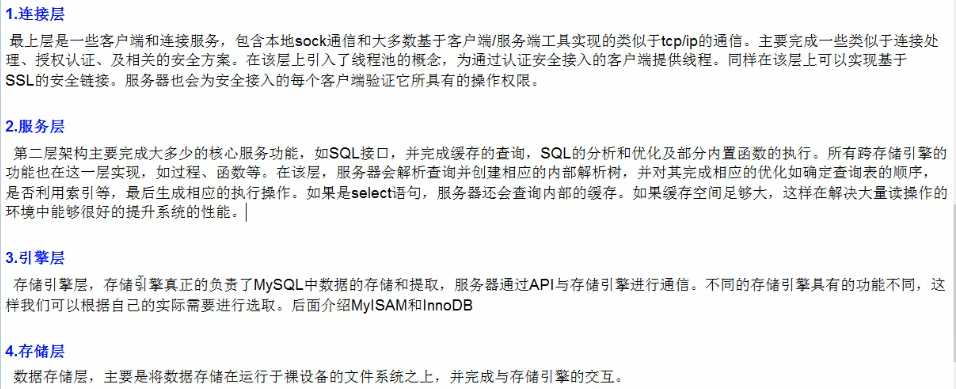 1.连接层
最上层是一些客户端和连接服务，包含本地sock通信和大多数基于客户端/服务端工具实现的类似于tcp/ip的通信。主要完成一些类似于连接处
理、授权认证、及相关的安全方案。在该层上引入了线程池的概念，为通过认证安全接入的客户端提供线程。同样在该层上可以实现基于
SSL的安全链接。服务器也会为安全接入的每个客户端验证它所具有的操作权限。
2.服务层
第二层架构主要完成大多少的核心服务功能，如SQL接口，并完成缓存的查询，SQL的分析和优化及部分内置函数的执行。所有跨存储引擎的
功能也在这一层实现，如过程、函数等。在该层，服务器会解析查询并创建相应的内部解析树，并对其完成相应的优化如确定查询表的顺序，
是否利用索引等，最后生成相应的执行操作。如果是select语句，服务器还会查询内部的缓存。如果缓存空间足够大，这样在解决大量读操作的
环境中能够很好的提升系统的性能。
3.引擎层
存储引擎层，存储引擎真正的负责了MySQL中数据的存储和提取，服务器通过API与存储引擎进行通信。不同的存储引擎具有的功能不同，这
样我们可以根据自己的实际需要进行选取。后面介绍MyISAM和InnoDB
4.存储层
数据存储层，主要是将数据存储在运行于裸设备的文件系统之上，并完成与存储引擎的交互。